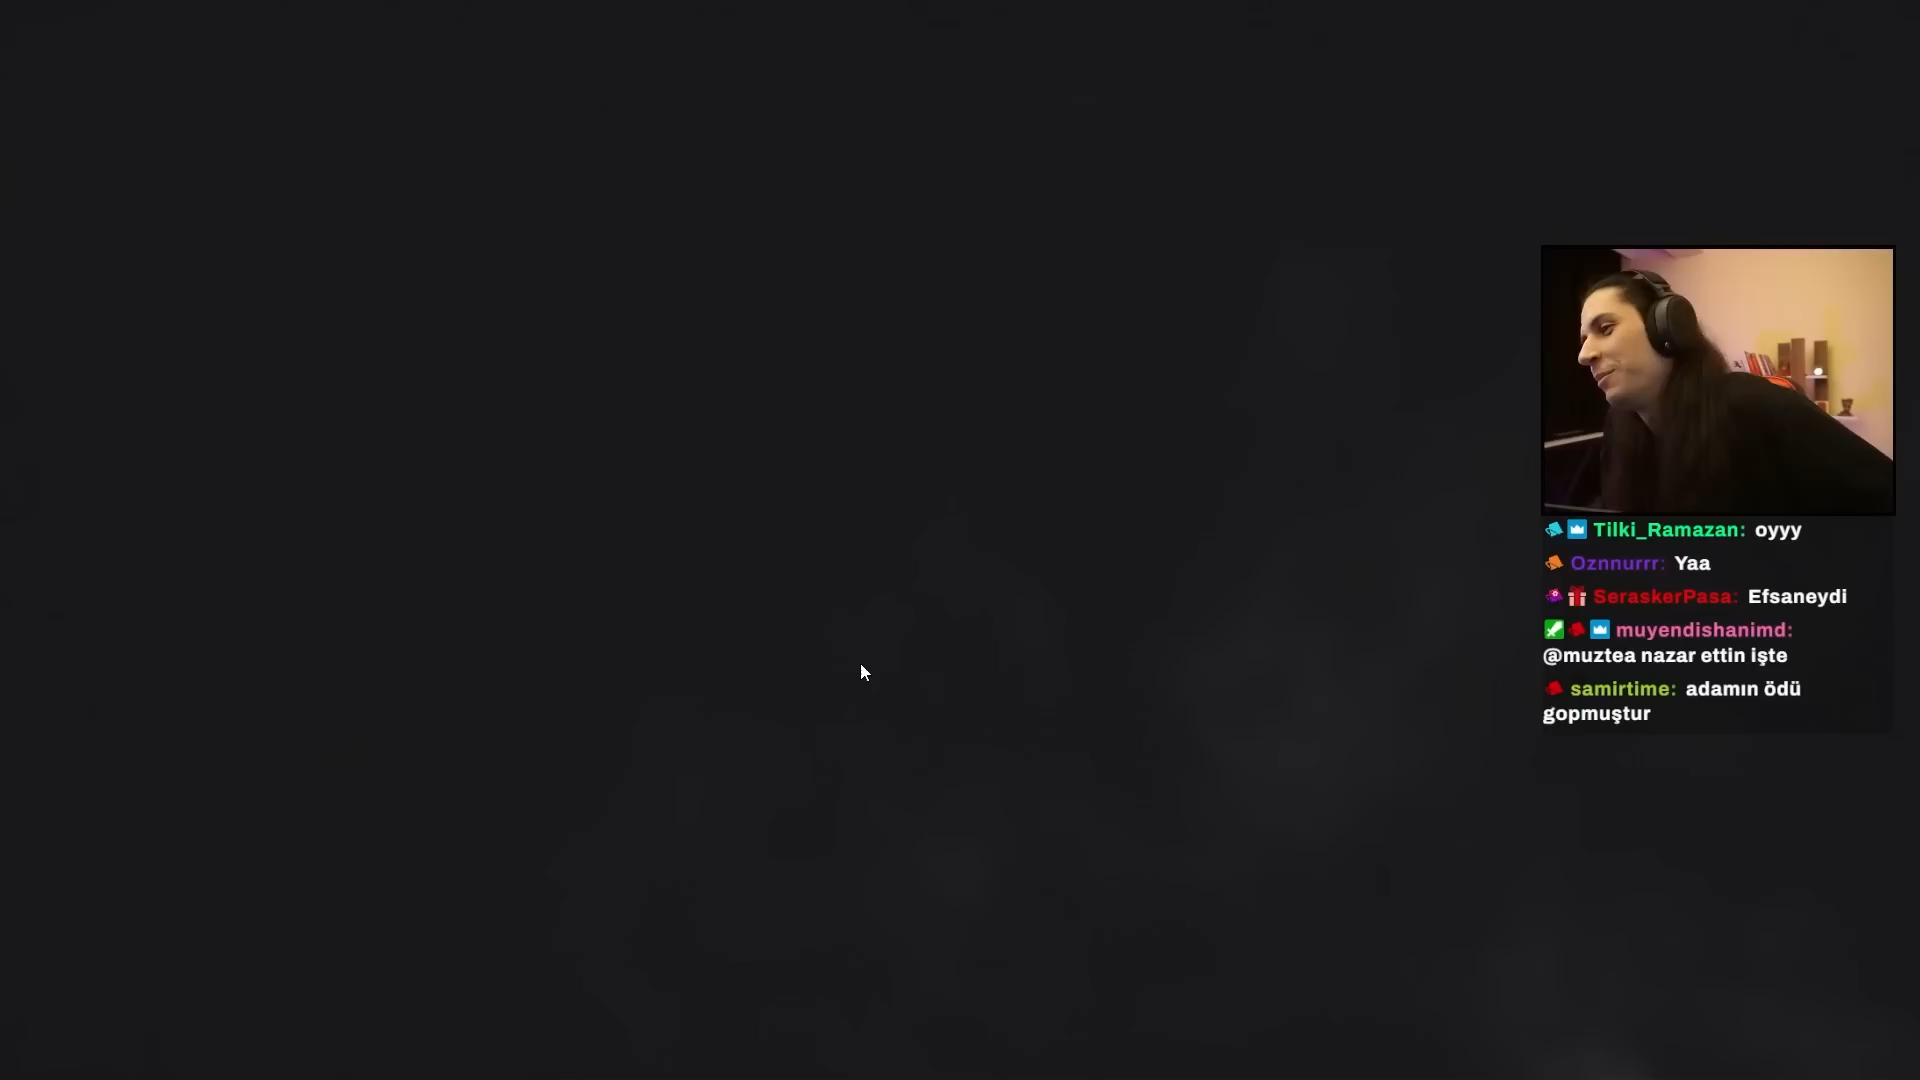 Tilki_Ramazan: oyyy
Oznnurrr: Yaa
SeraskerPasa: Efsaneydi
muyendishanimd:
@muztea nazar ettin işte
samirtime: adamın ödü
gopmuştur